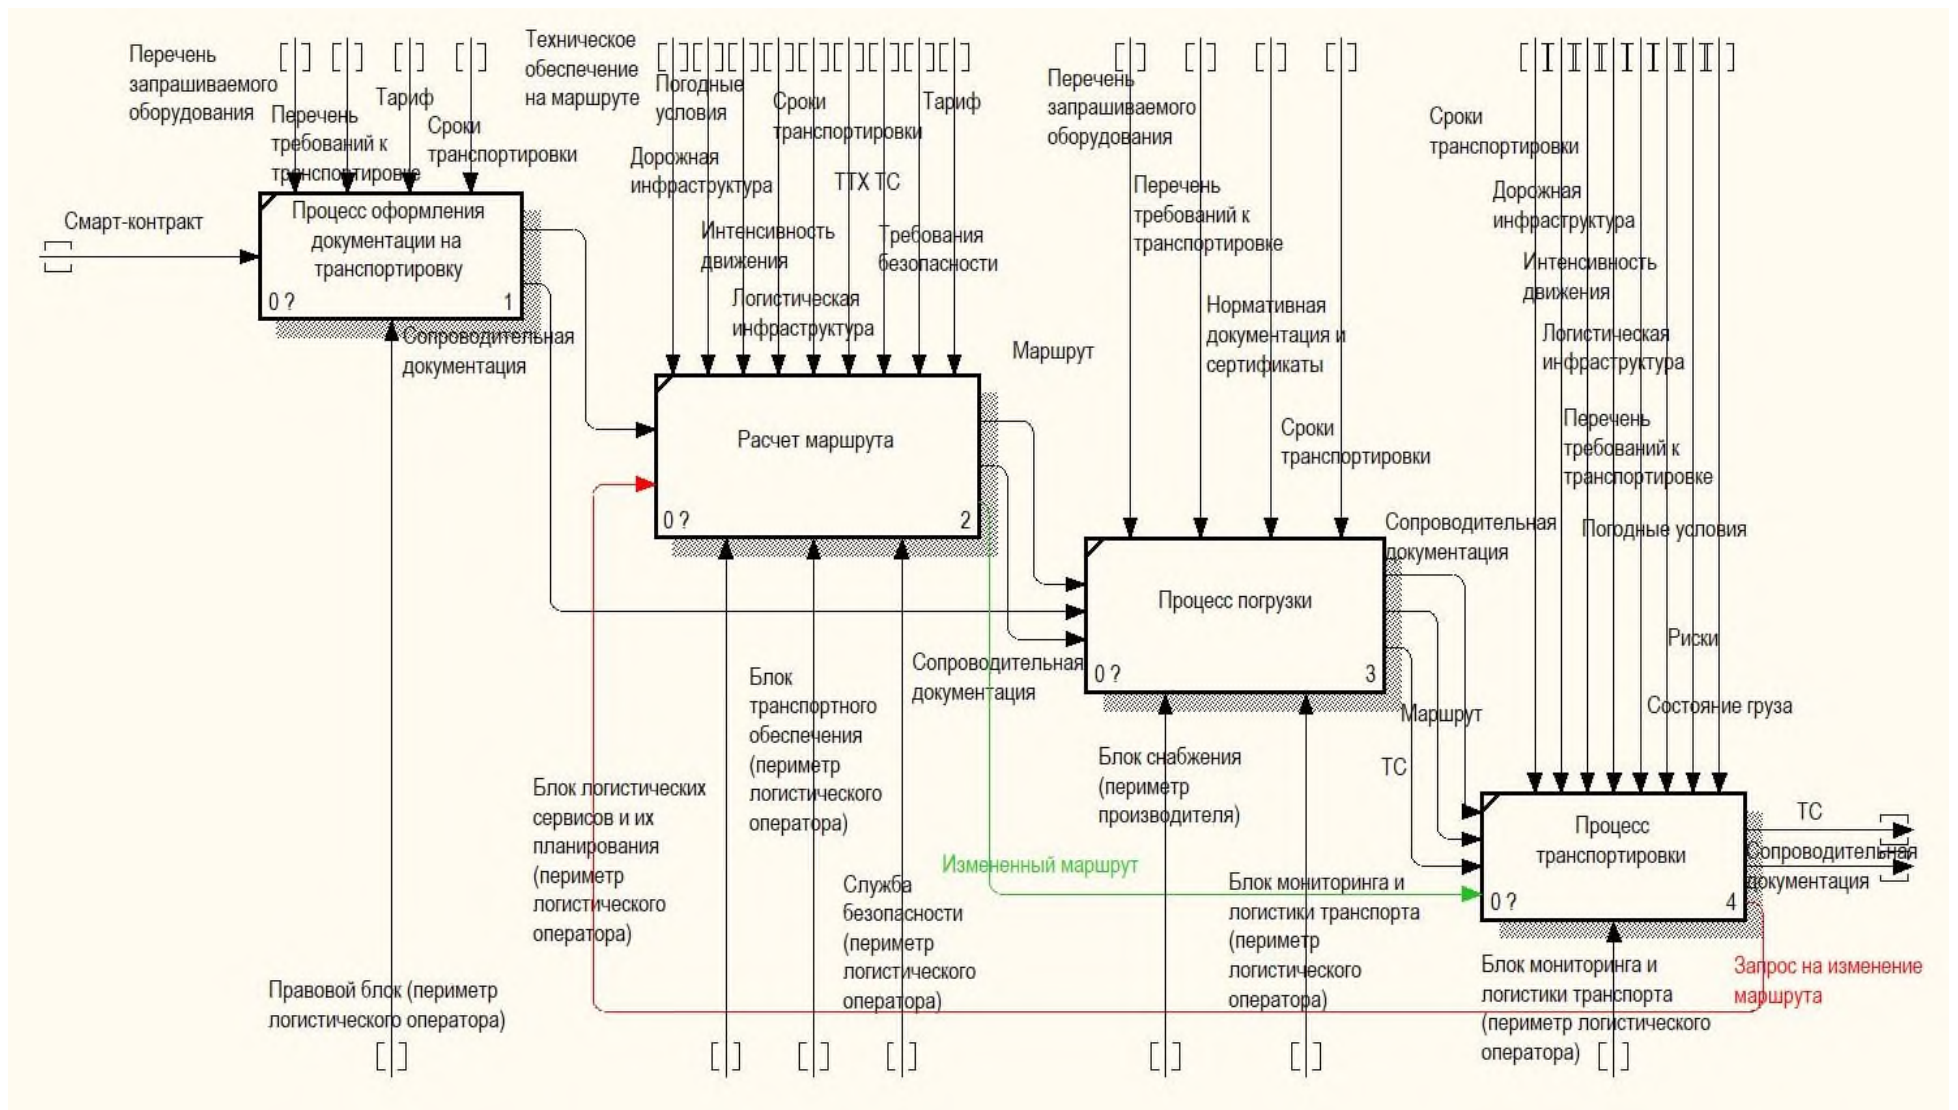 Перечень
запрашиваемого
оборудования
Перечень
требований к
транспортировке
Тариф
Сроки
транспортировки
Техническое
обеспечение
на маршруте
Погодные
условия
Дорожная
инфраструктура
Интенсивность
движения
Логистическая
инфраструктура
Сроки
транспортировки
ТТХ ТС
Требования
безопасности
Тариф
Перечень
запрашиваемого
оборудования
Перечень
требований к
транспортировке
Нормативная
документация и
сертификаты
Сроки
транспортировки
Сроки
транспортировки
Дорожная
инфраструктура
Интенсивность
движения
Логистическая
инфраструктура
Перечень
требований к
транспортировке
Погодные условия
Риски
Состояние груза
Смарт-контракт
Процесс оформления
документации на
транспортировку
0 ?
1
Сопроводительная
документация
Расчет маршрута
0 ?
2
Маршрут
Сопроводительная
документация
Процесс погрузки
0 ?
3
Сопроводительная
документация
Маршрут
ТС
Процесс
транспортировки
0 ?
4
ТС
Сопроводительная
документация
Измененный маршрут
Запрос на изменение
маршрута
Правовой блок (периметр
логистического оператора)
Блок логистических
сервисов и их
планирования
(периметр
логистического
оператора)
Блок
транспортного
обеспечения
(периметр
логистического
оператора)
Служба
безопасности
(периметр
логистического
оператора)
Блок снабжения
(периметр
производителя)
Блок мониторинга и
логистики транспорта
(периметр
логистического
оператора)
Блок мониторинга и
логистики транспорта
(периметр логистического
оператора)